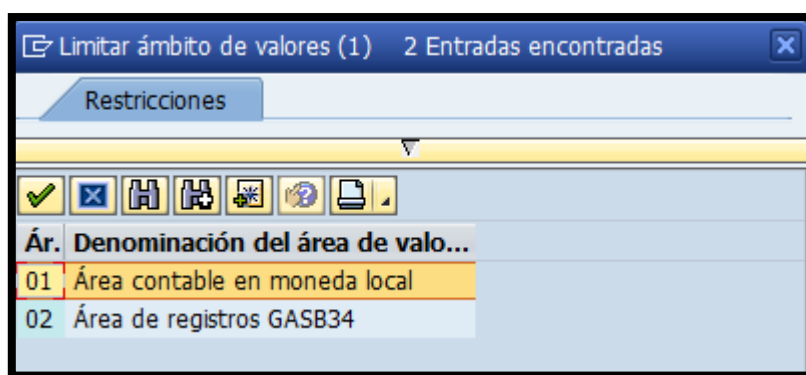 Limitar ámbito de valores (1) 2 Entradas encontradas
Restricciones
Ár. Denominación del área de valo...
01 Área contable en moneda local
02 Área de registros GASB34